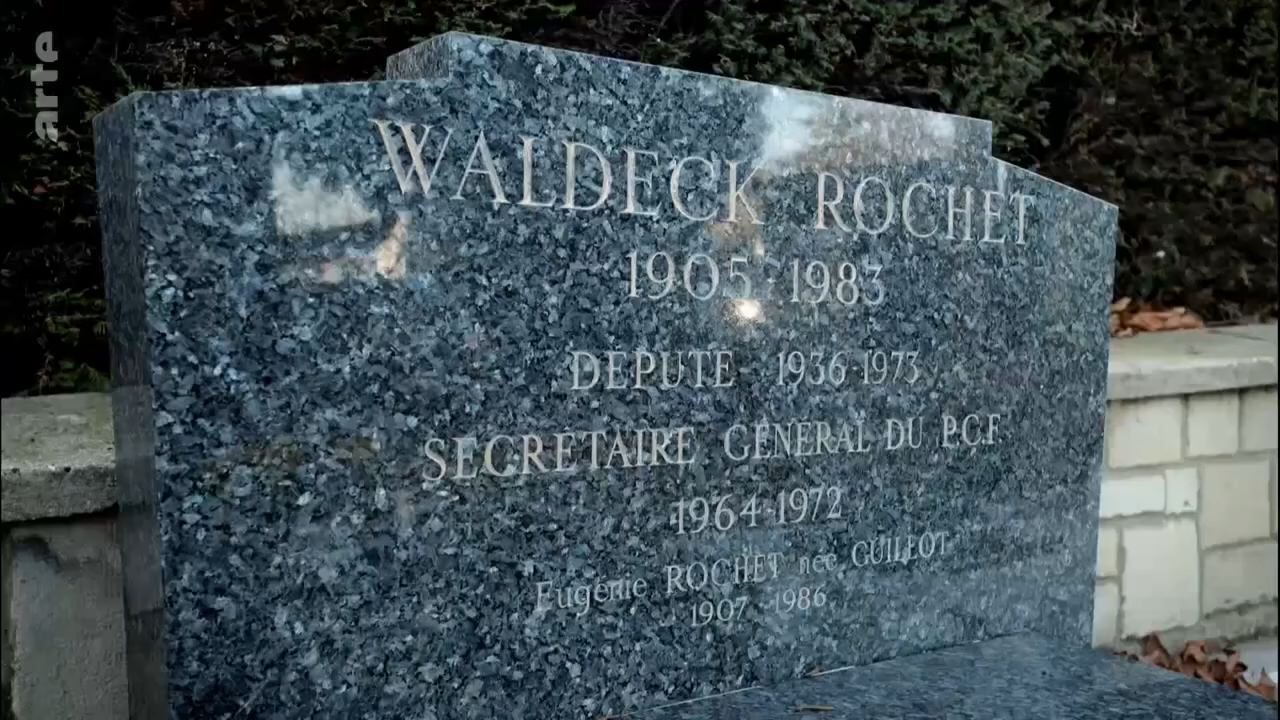 arte
WALDECK ROCHET
1905-1983
DEPUTE 1936-1973
SECRETAIRE GENERAL DU P.C.F.
1964-1972
Eugénie ROCHET née GUILLOT
1907 - 1986